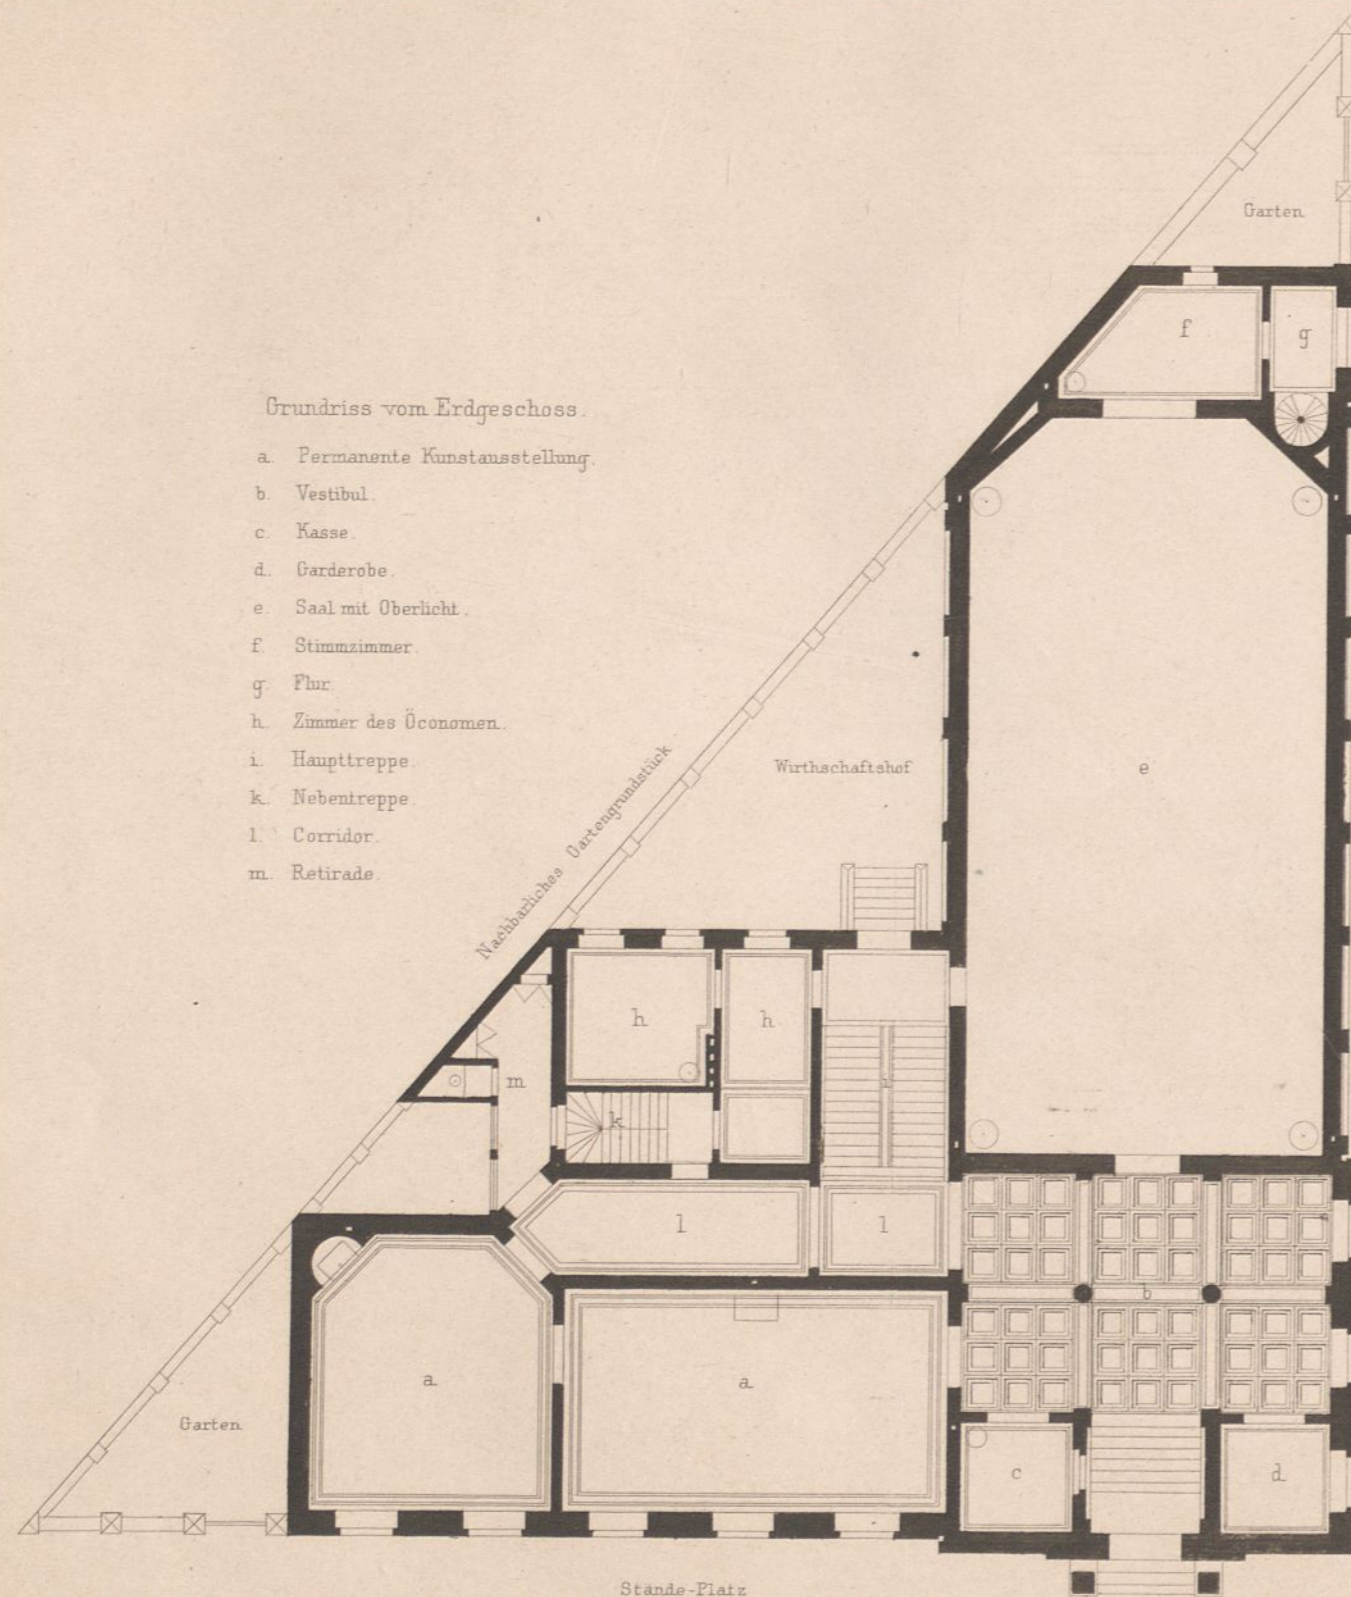 Garten
f
g
Grundriss vom Erdgeschoss.
a. Permanente Kunstausstellung.
b. Vestibul.
c. Kasse.
d. Garderobe.
e. Saal mit Oberlicht.
f. Stimmzimmer.
g. Flur.
h. Zimmer des Öconomen.
i. Haupttreppe.
k. Nebentreppe.
l. Corridor.
m. Retirade.
Nachbarliches Gartengrundstück
Wirthschaftshof
e
h
h
m
i
k
l
l
b
a
a
Garten
c
d
Stände-Platz